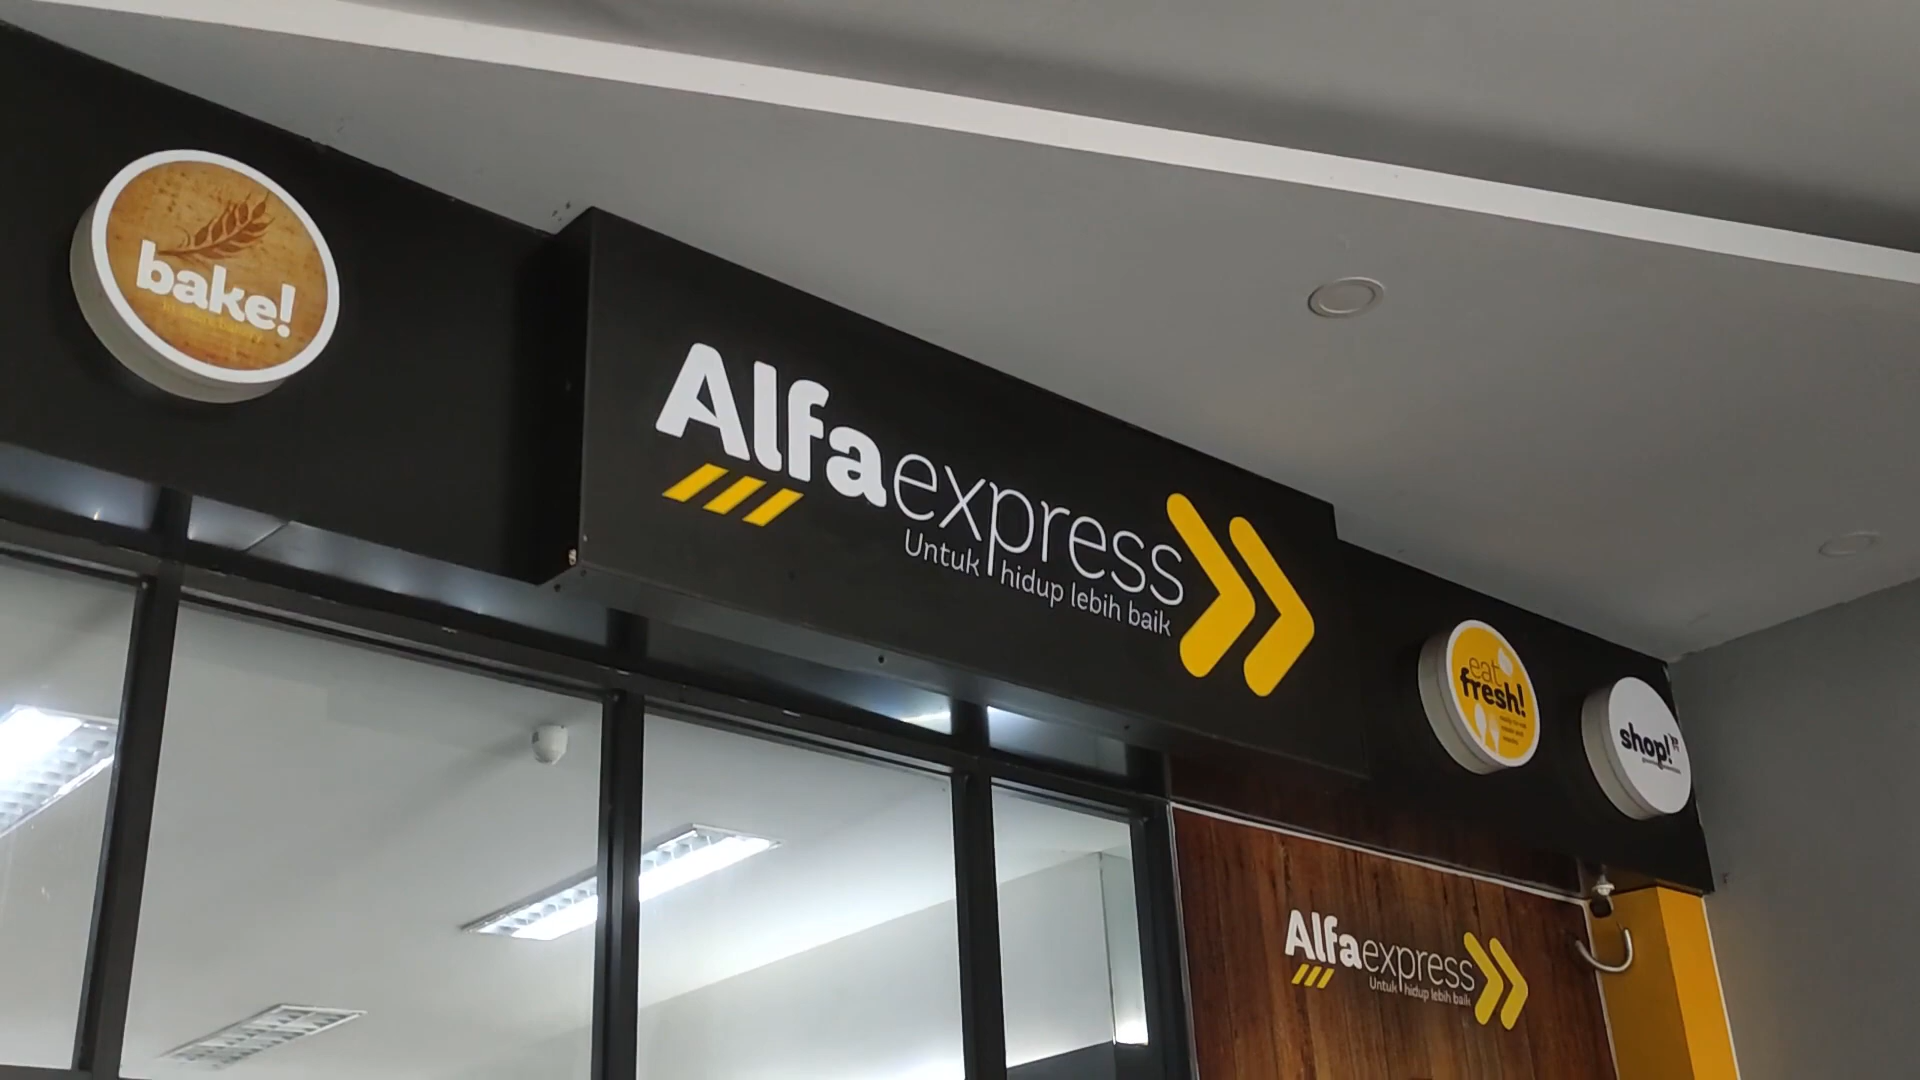 bake!
Alfaexpress
Untuk hidup lebih baik
eat
fresh!
shop!
Alfaexpress
Untuk hidup lebih baik